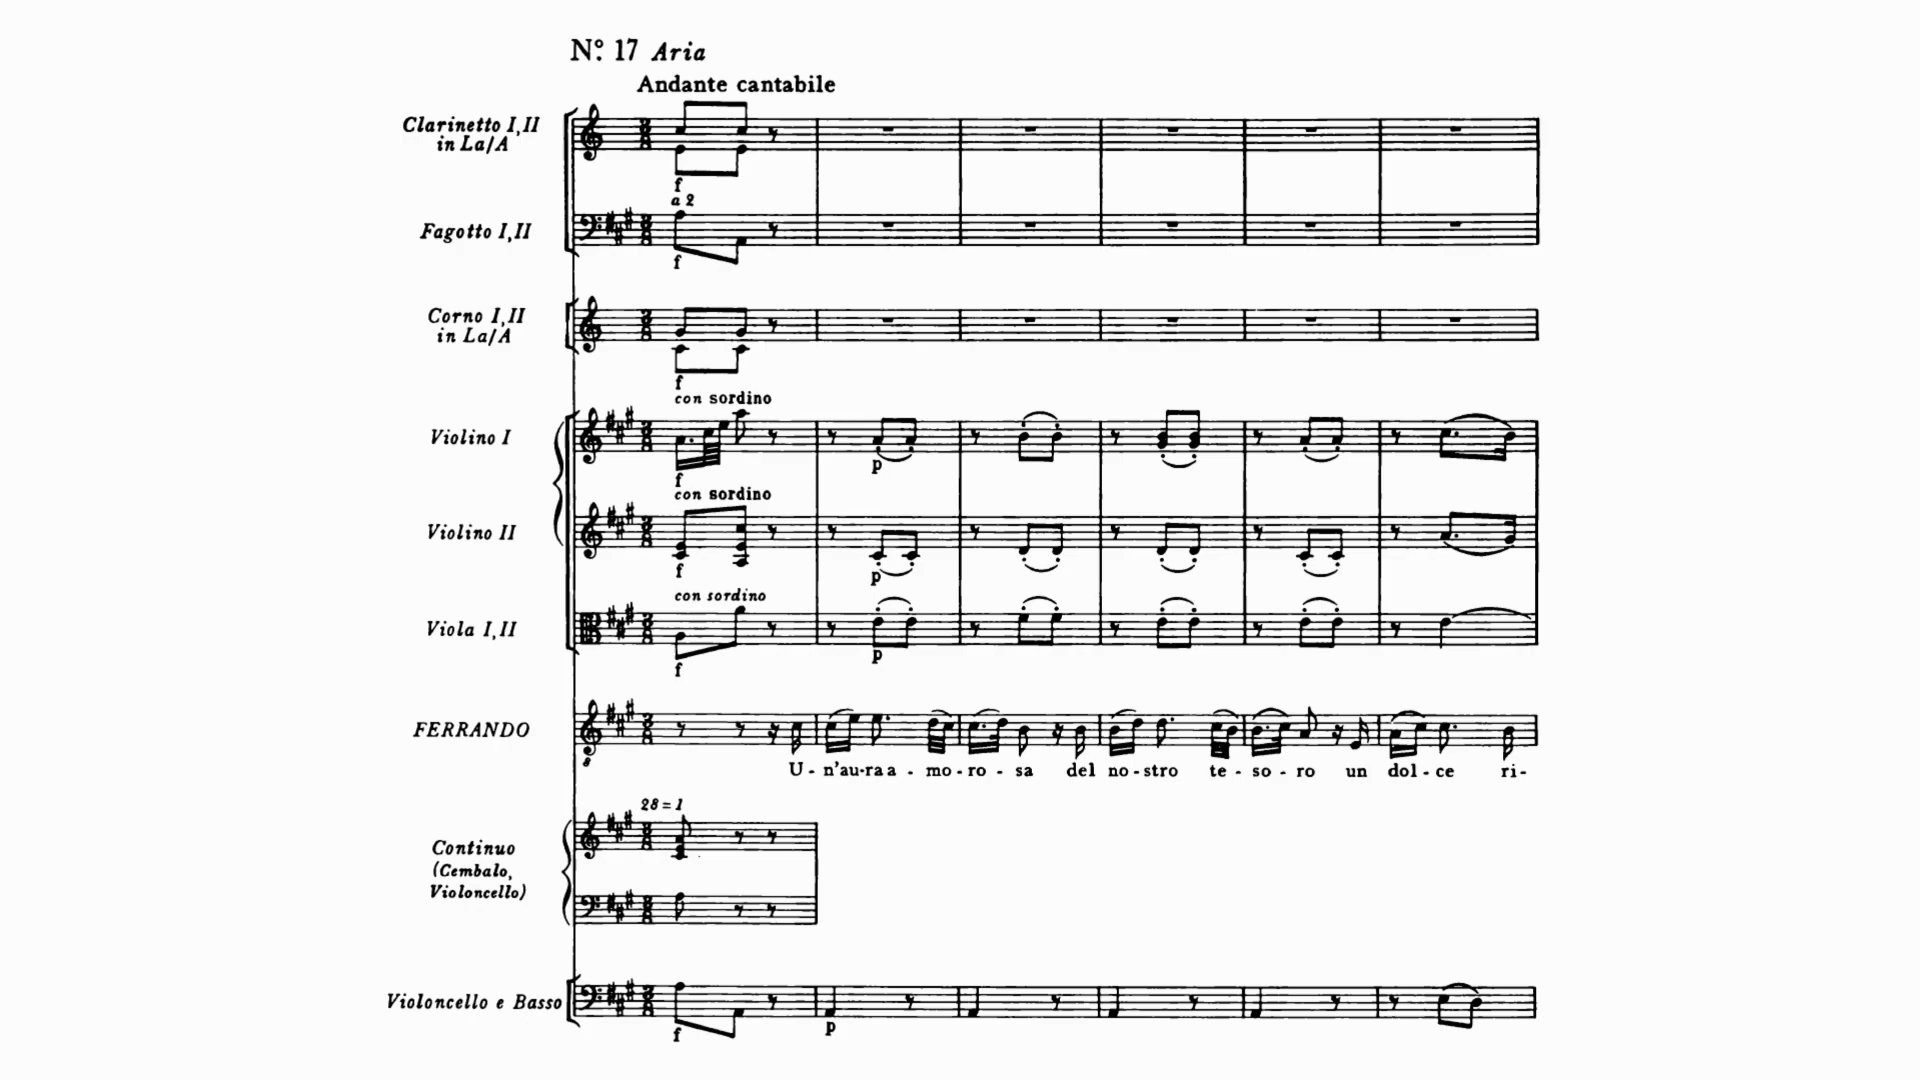 Nº 17 Aria
Andante cantabile
Clarinetto I, II
in La/A
f
a 2
Fagotto I, II
f
Corno I, II
in La/A
f
con sordino
Violino I
p
f
con sordino
Violino II
f
p
con sordino
Viola I, II
p
f
FERRANDO
8
U - n'au-ra a - mo - ro - sa del no - stro te - so - ro un dol - ce ri -
28 = 1
Continuo
(Cembalo,
Violoncello)
Violoncello e Basso
p
f